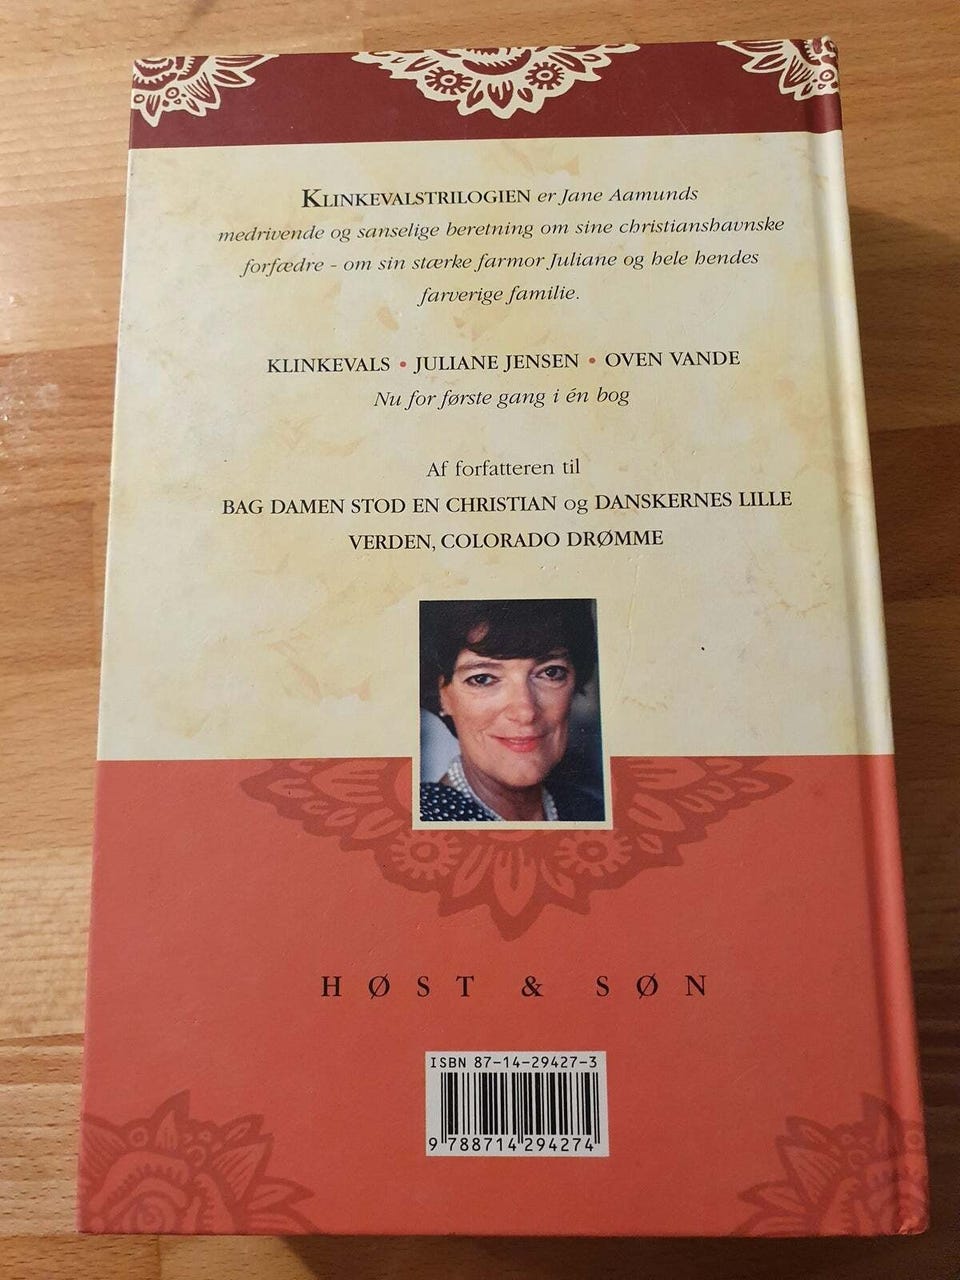 KLINKEVALSTRILOGIEN er Jane Aamunds
medrivende og sanselige beretning om sine christianshavnske
forfædre - om sin stærke farmor Juliane og hele hendes
farverige familie.
KLINKEVALS • JULIANE JENSEN • OVEN VANDE
Nu for første gang i én bog
Af forfatteren til
BAG DAMEN STOD EN CHRISTIAN og DANSKERNES LILLE
VERDEN, COLORADO DRØMME
HØST & SØN
ISBN 87-14-29427-3
9 788714 294274